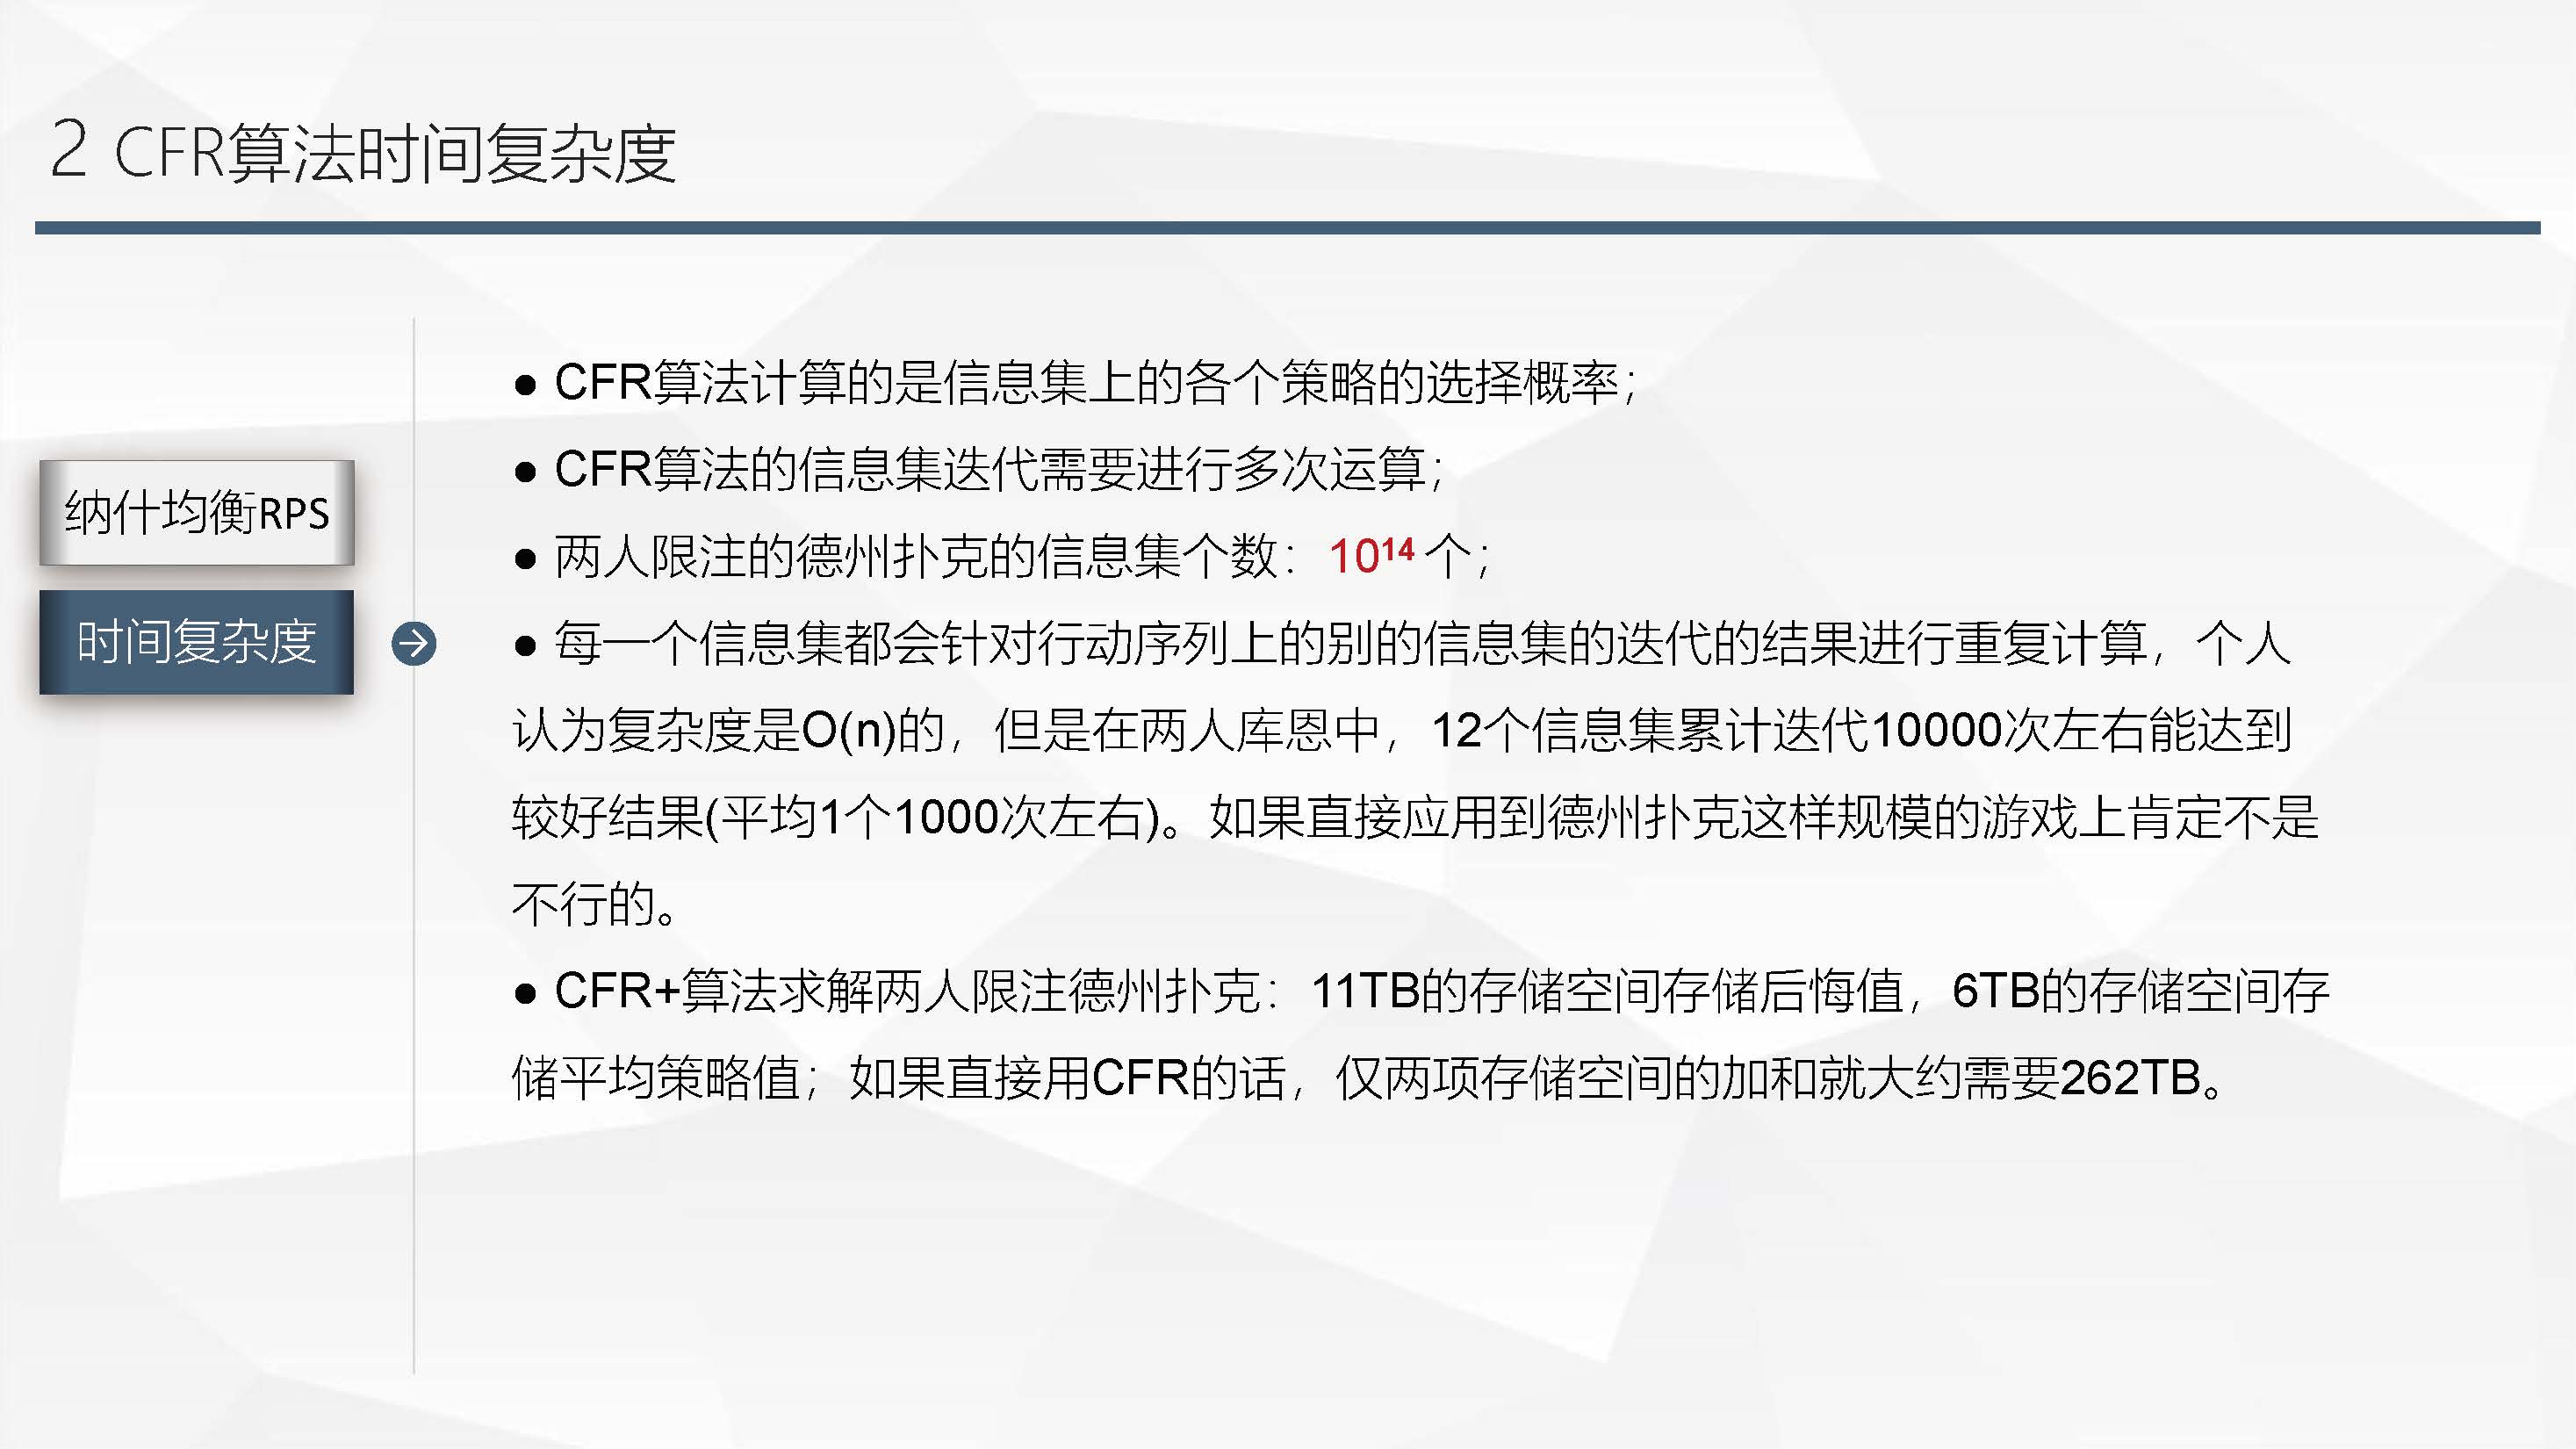 2 CFR算法时间复杂度
纳什均衡RPS
时间复杂度
● CFR算法计算的是信息集上的各个策略的选择概率；
● CFR算法的信息集迭代需要进行多次运算；
● 两人限注的德州扑克的信息集个数：10¹⁴ 个；
● 每一个信息集都会针对行动序列上的别的信息集的迭代的结果进行重复计算，个人
认为复杂度是O(n)的，但是在两人库恩中，12个信息集累计迭代10000次左右能达到
较好结果(平均1个1000次左右)。如果直接应用到德州扑克这样规模的游戏上肯定不是
不行的。
● CFR+算法求解两人限注德州扑克：11TB的存储空间存储后悔值，6TB的存储空间存
储平均策略值；如果直接用CFR的话，仅两项存储空间的加和就大约需要262TB。